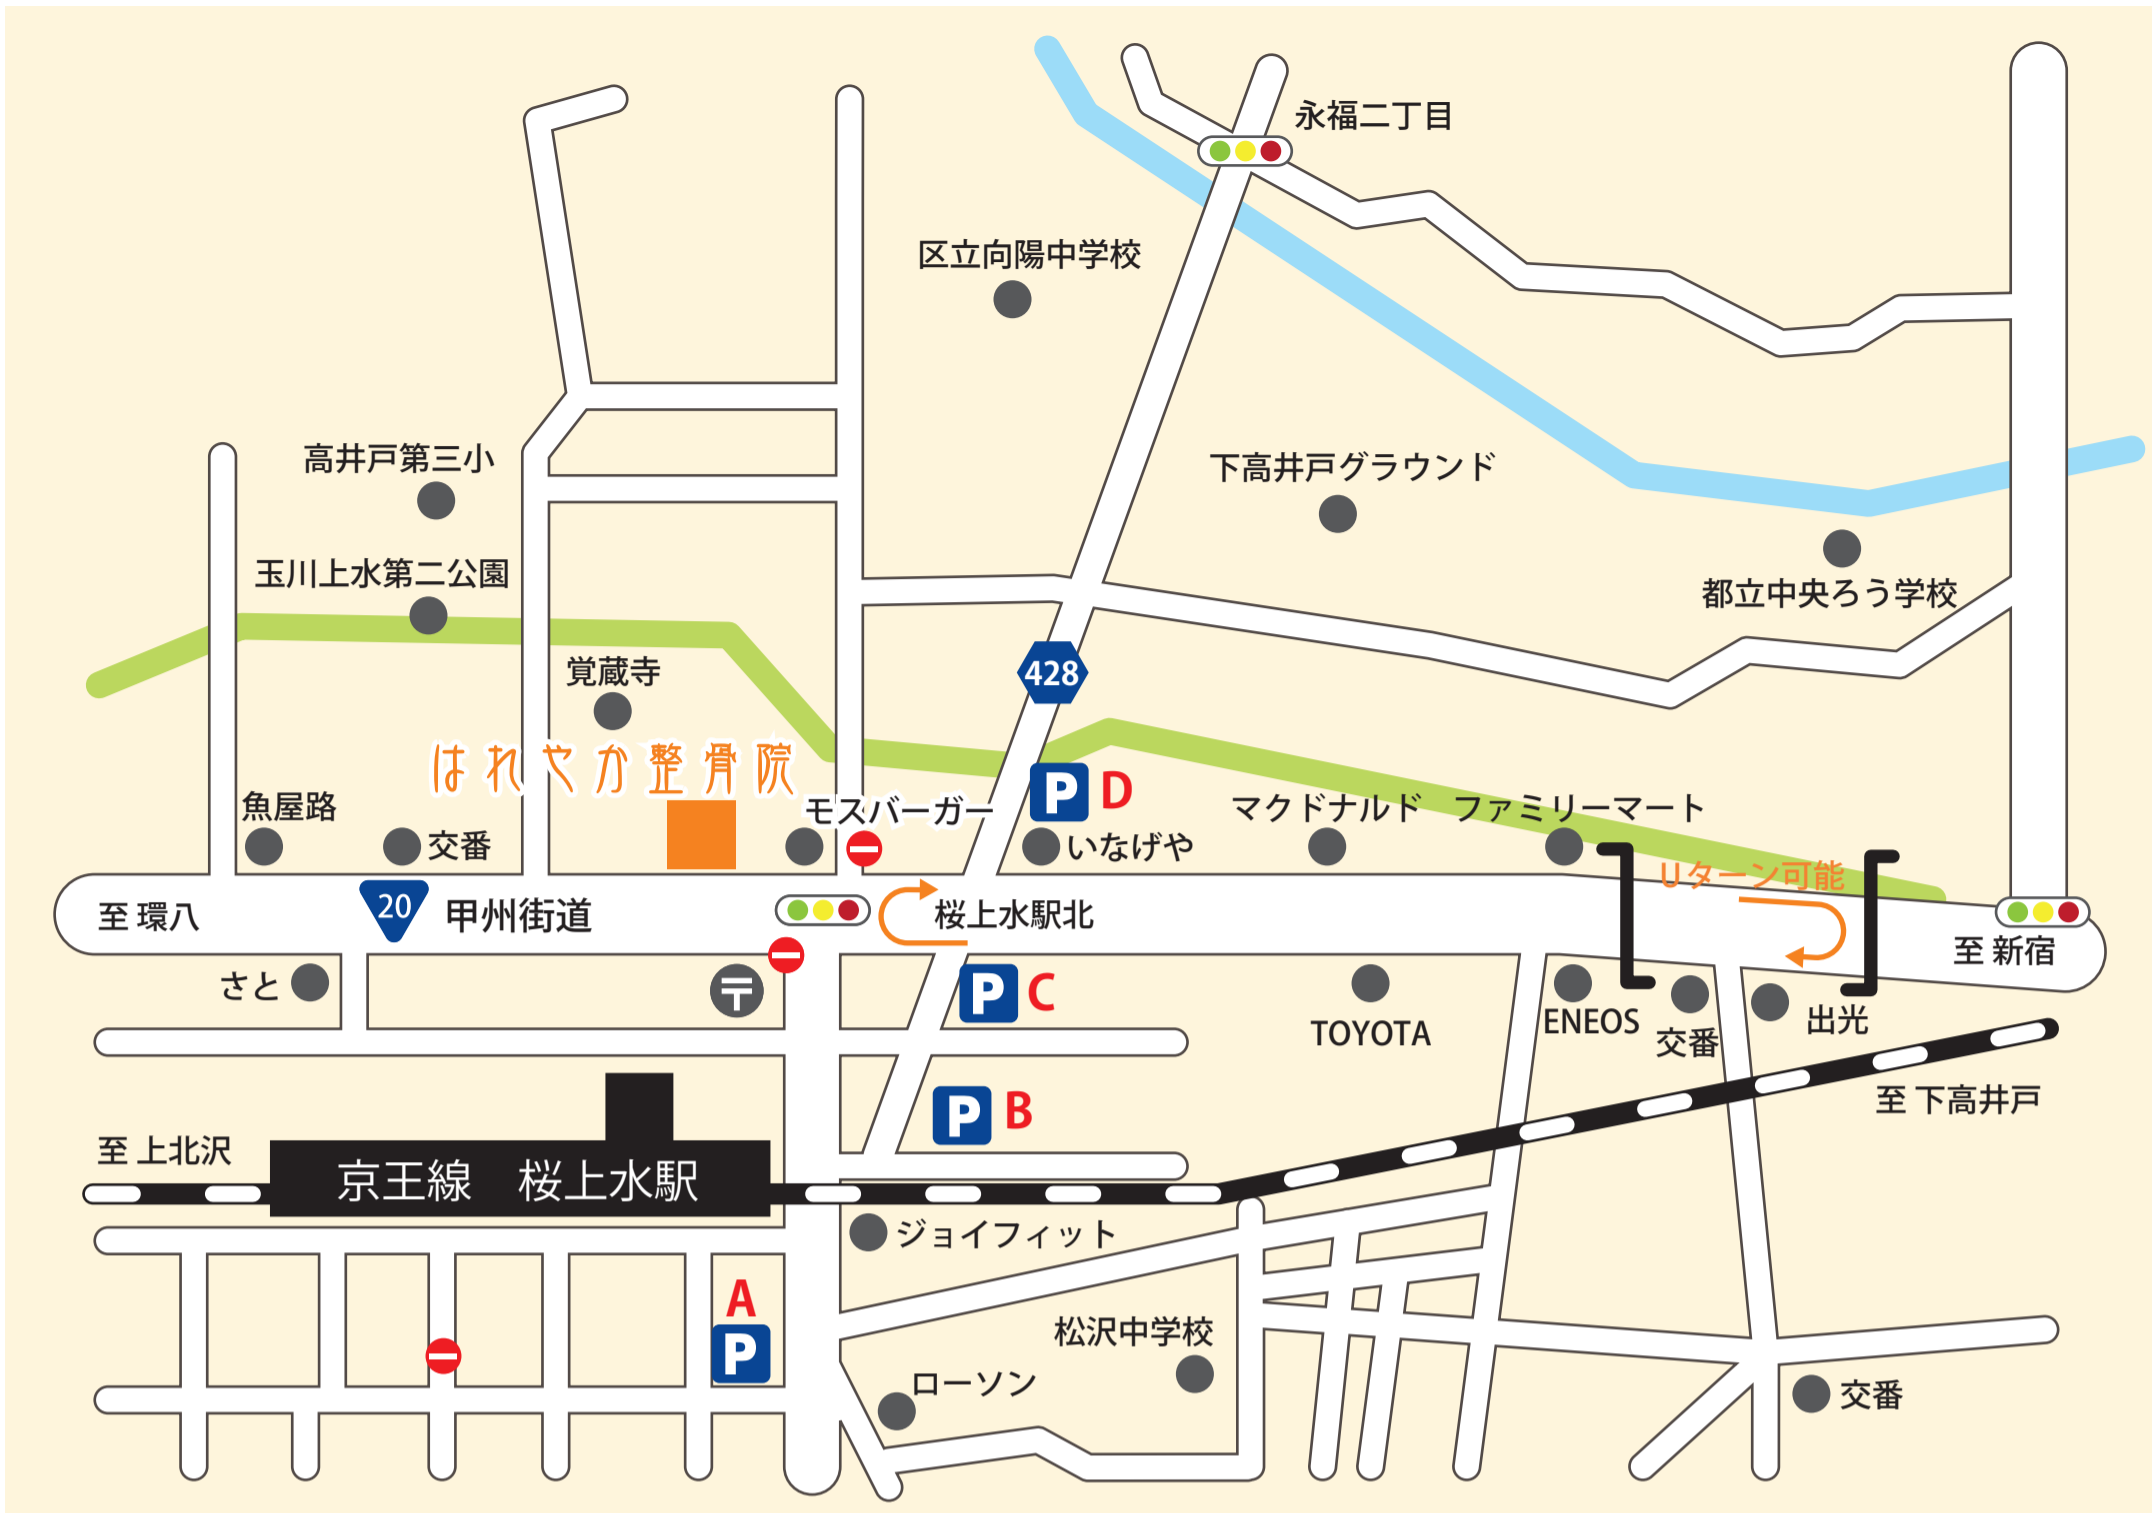 永福二丁目
区立向陽中学校
高井戸第三小
下高井戸グラウンド
玉川上水第二公園
都立中央ろう学校
覚蔵寺
428
はれやか整骨院
D
P
魚屋路
モスバーガー
マクドナルド
ファミリーマート
交番
いなげや
Uターン可能
至 環八
20
甲州街道
桜上水駅北
至 新宿
さと
〒
P
C
TOYOTA
ENEOS
交番
出光
P
B
至 下高井戸
至 上北沢
京王線 桜上水駅
ジョイフィット
A
P
松沢中学校
ローソン
交番